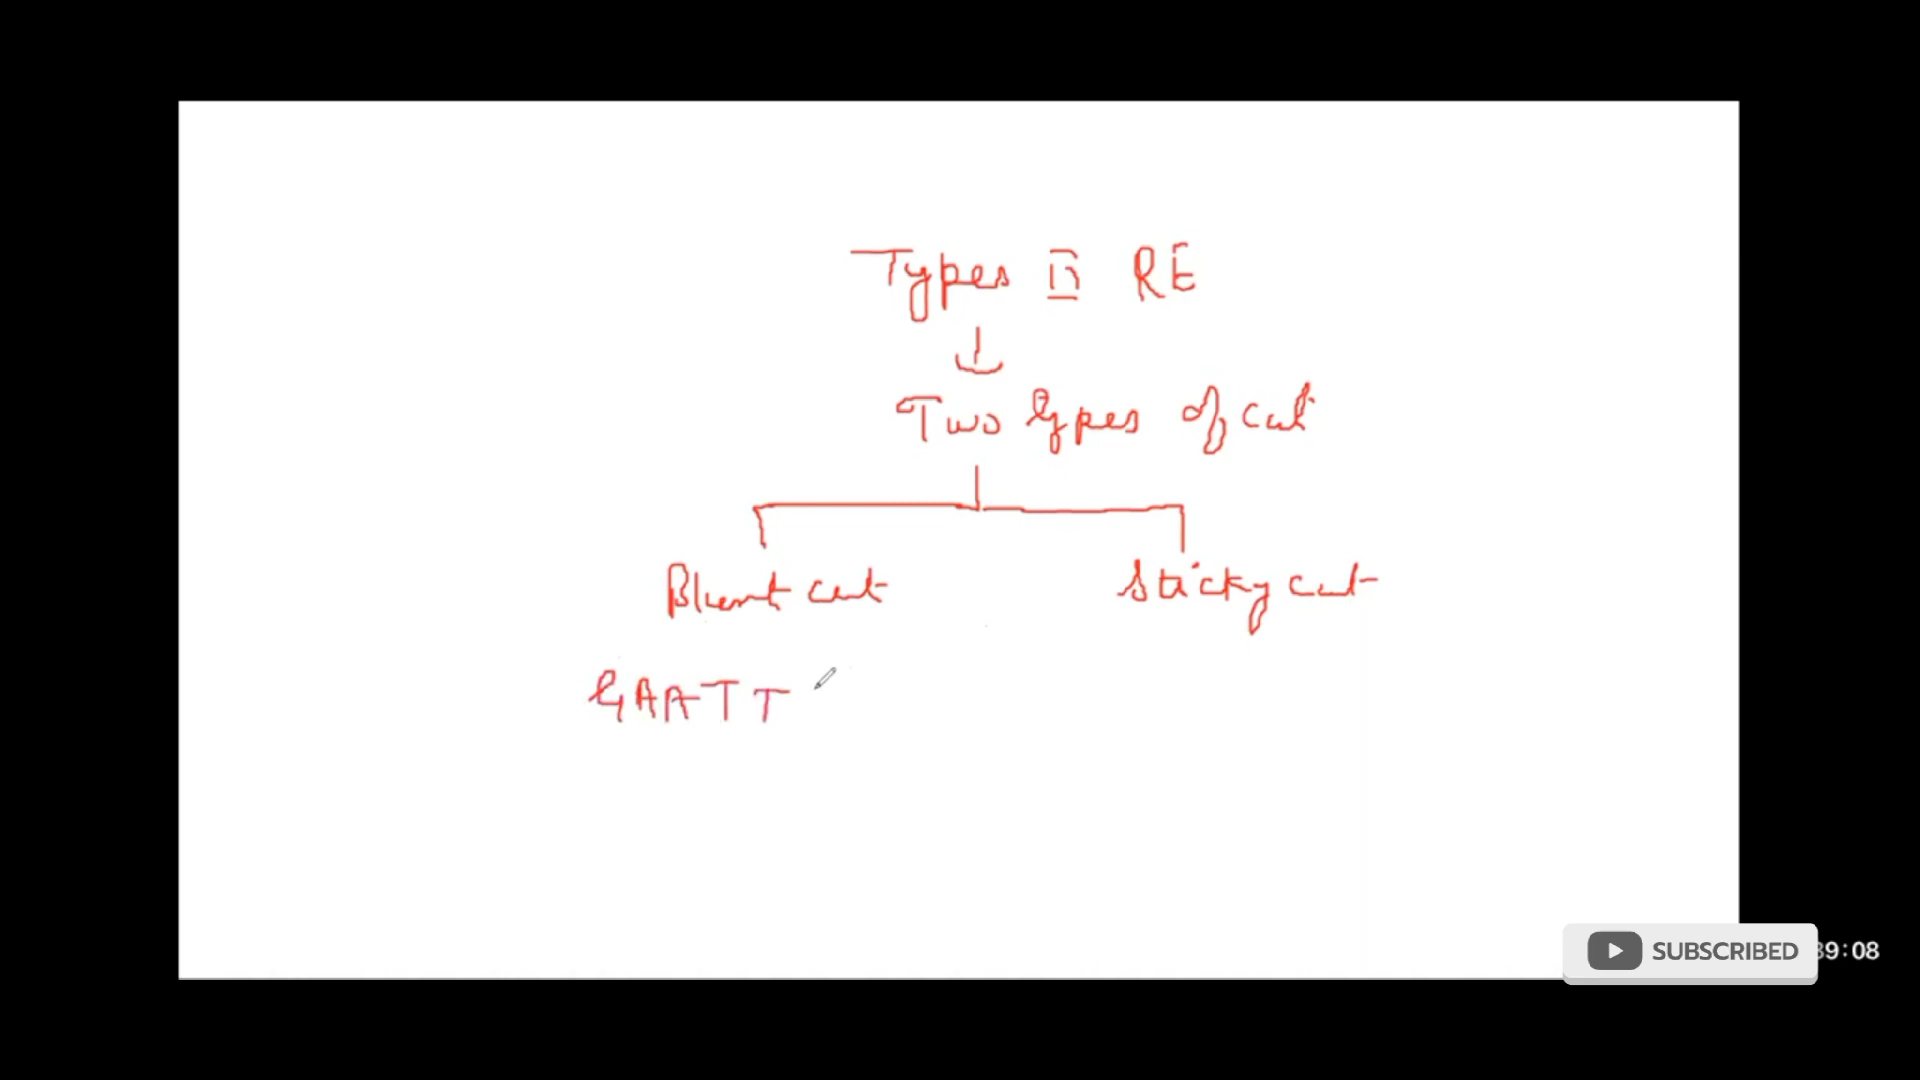 Types II RE
Two types of cut
Blunt cut
Sticky cut
GAATT
SUBSCRIBED
39:08